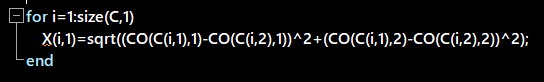 for i=1:size(C,1)
X(i,1)=sqrt((CO(C(i,1),1)-CO(C(i,2),1))^2+(CO(C(i,1),2)-CO(C(i,2),2))^2);
end